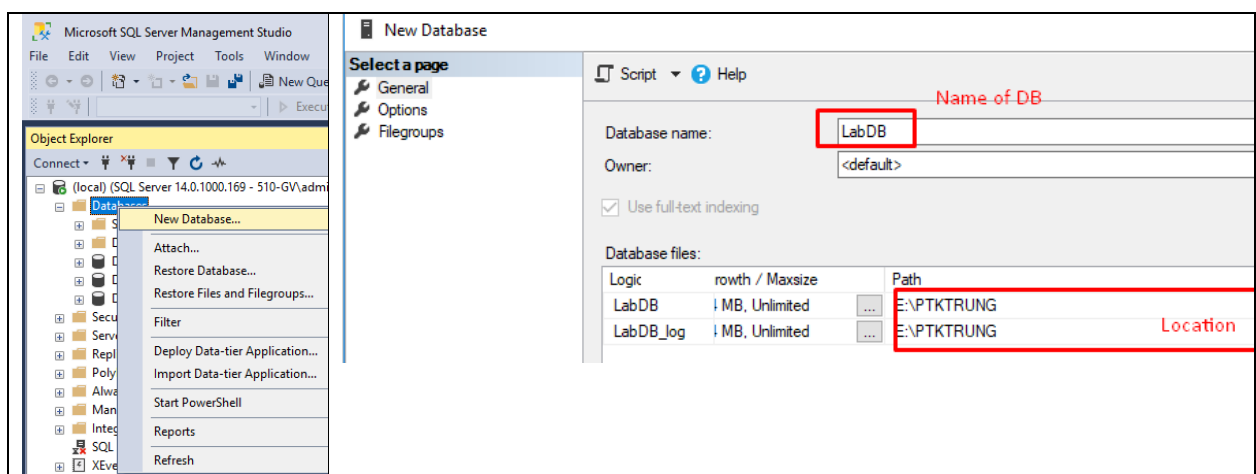 Microsoft SQL Server Management Studio
File Edit View Project Tools Window
New Que
Execu
Object Explorer
Connect
(local) (SQL Server 14.0.1000.169 - 510-GV\admi
Databases
New Database...
Attach...
Restore Database...
Restore Files and Filegroups...
Filter
Deploy Data-tier Application...
Import Data-tier Application...
Start PowerShell
Reports
Refresh
S
D
D
D
D
Secu
Serve
Repl
Poly
Alwa
Man
Integ
SQL
XEve
New Database
Select a page
General
Options
Filegroups
Script Help
Name of DB
Database name: LabDB
Owner: <default>
Use full-text indexing
Database files:
Logic rowth / Maxsize Path
LabDB MB, Unlimited ... E:\PTKTRUNG
LabDB_log MB, Unlimited ... E:\PTKTRUNG
Location